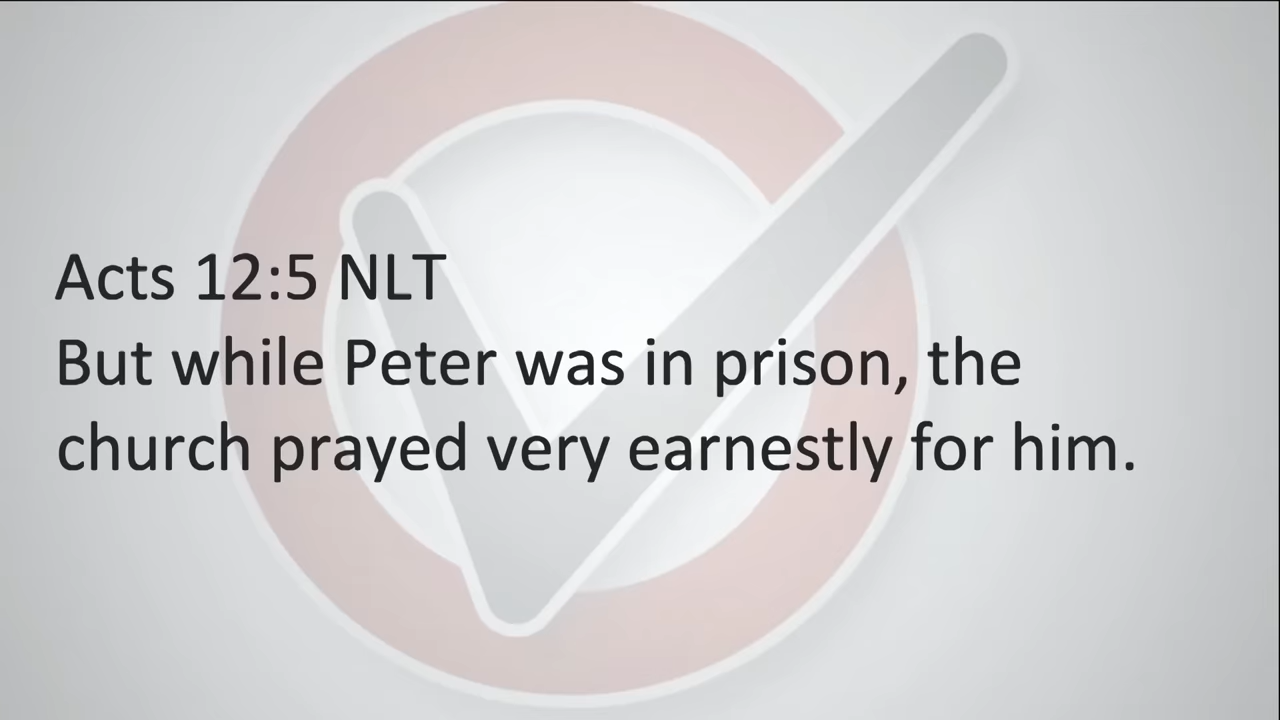 Acts 12:5 NLT
But while Peter was in prison, the
church prayed very earnestly for him.